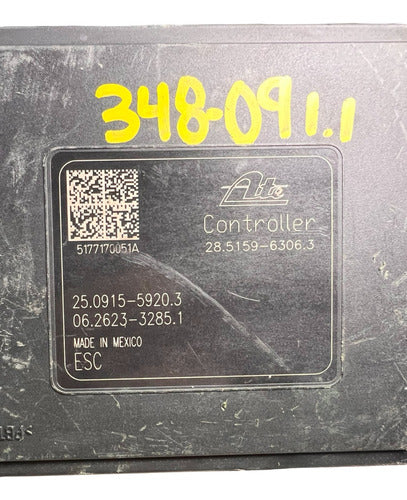 348-091.1
Ate
5177170051A
Controller
28.5159-6306.3
25.0915-5920.3
06.2623-3285.1
MADE IN MEXICO
ESC